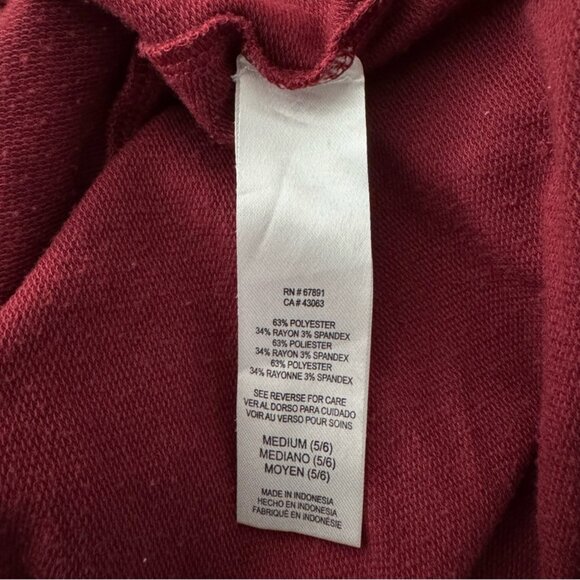 RN # 67891
CA # 43063
63% POLYESTER
34% RAYON 3% SPANDEX
63% POLIESTER
34% RAYON 3% SPANDEX
63% POLYESTER
34% RAYONNE 3% SPANDEX
SEE REVERSE FOR CARE
VER AL DORSO PARA CUIDADO
VOIR AU VERSO POUR SOINS
MEDIUM (5/6)
MEDIANO (5/6)
MOYEN (5/6)
MADE IN INDONESIA
HECHO EN INDONESIA
FABRIQUÉ EN INDONÉSIE